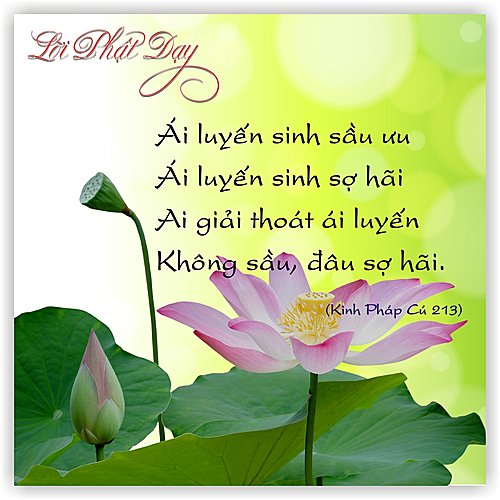 Lời Phật Dạy
Ái luyến sinh sầu ưu
Ái luyến sinh sợ hãi
Ai giải thoát ái luyến
Không sầu, đâu sợ hãi.
(Kinh Pháp Cú 213)